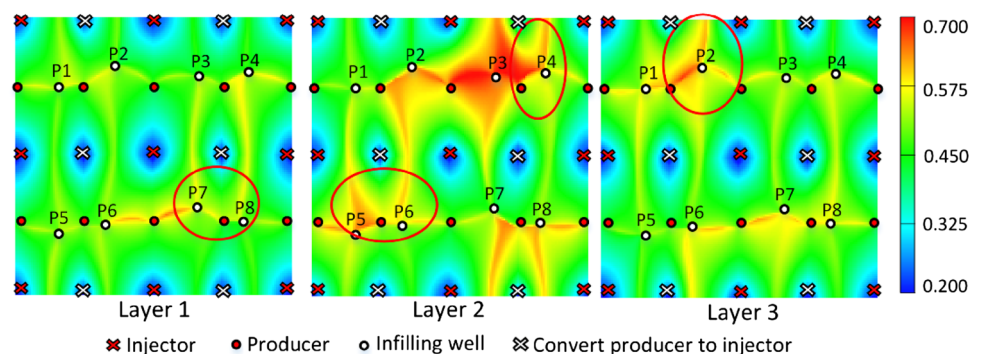 P1 P2 P3 P4
P5 P6 P7 P8
Layer 1
P1 P2 P3 P4
P5 P6 P7 P8
Layer 2
P1 P2 P3 P4
P5 P6 P7 P8
Layer 3
0.700
0.575
0.450
0.325
0.200
Injector Producer Infilling well Convert producer to injector